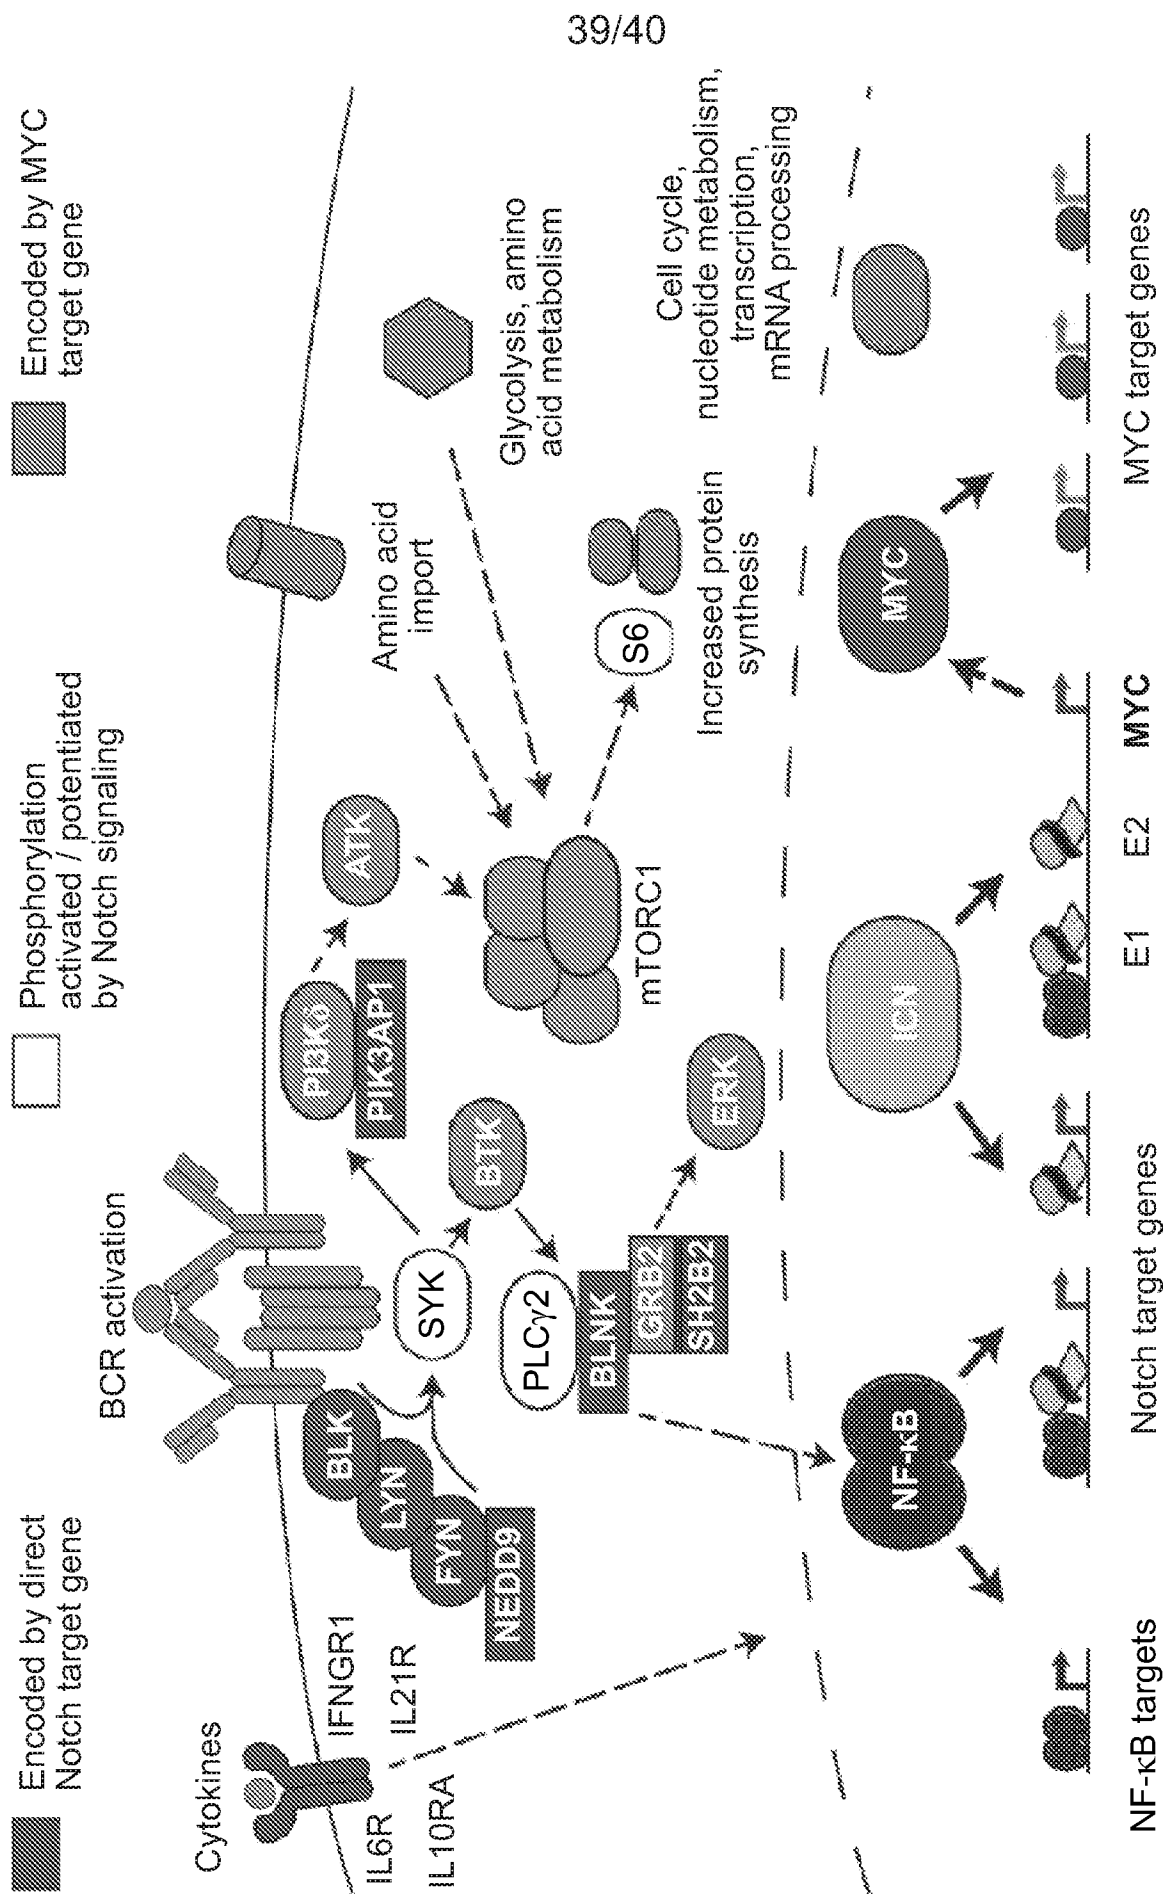 39/40
Encoded by direct
Notch target gene
Phosphorylation
activated / potentiated
by Notch signaling
Encoded by MYC
target gene
Cytokines
BCR activation
IL6R
IFNGR1
IL10RA
IL21R
BLK
LYN
FYN
NEDD9
SYK
PI3Kδ
PIK3AP1
BTK
PLCγ2
BLNK
GRB2
SH2B2
ERK
mTORC1
Amino acid
import
Glycolysis, amino
acid metabolism
S6
Increased protein
synthesis
Cell cycle,
nucleotide metabolism,
transcription,
mRNA processing
NF-κB
ICN
MYC
NF-κB targets
Notch target genes
E1
E2
MYC
MYC target genes